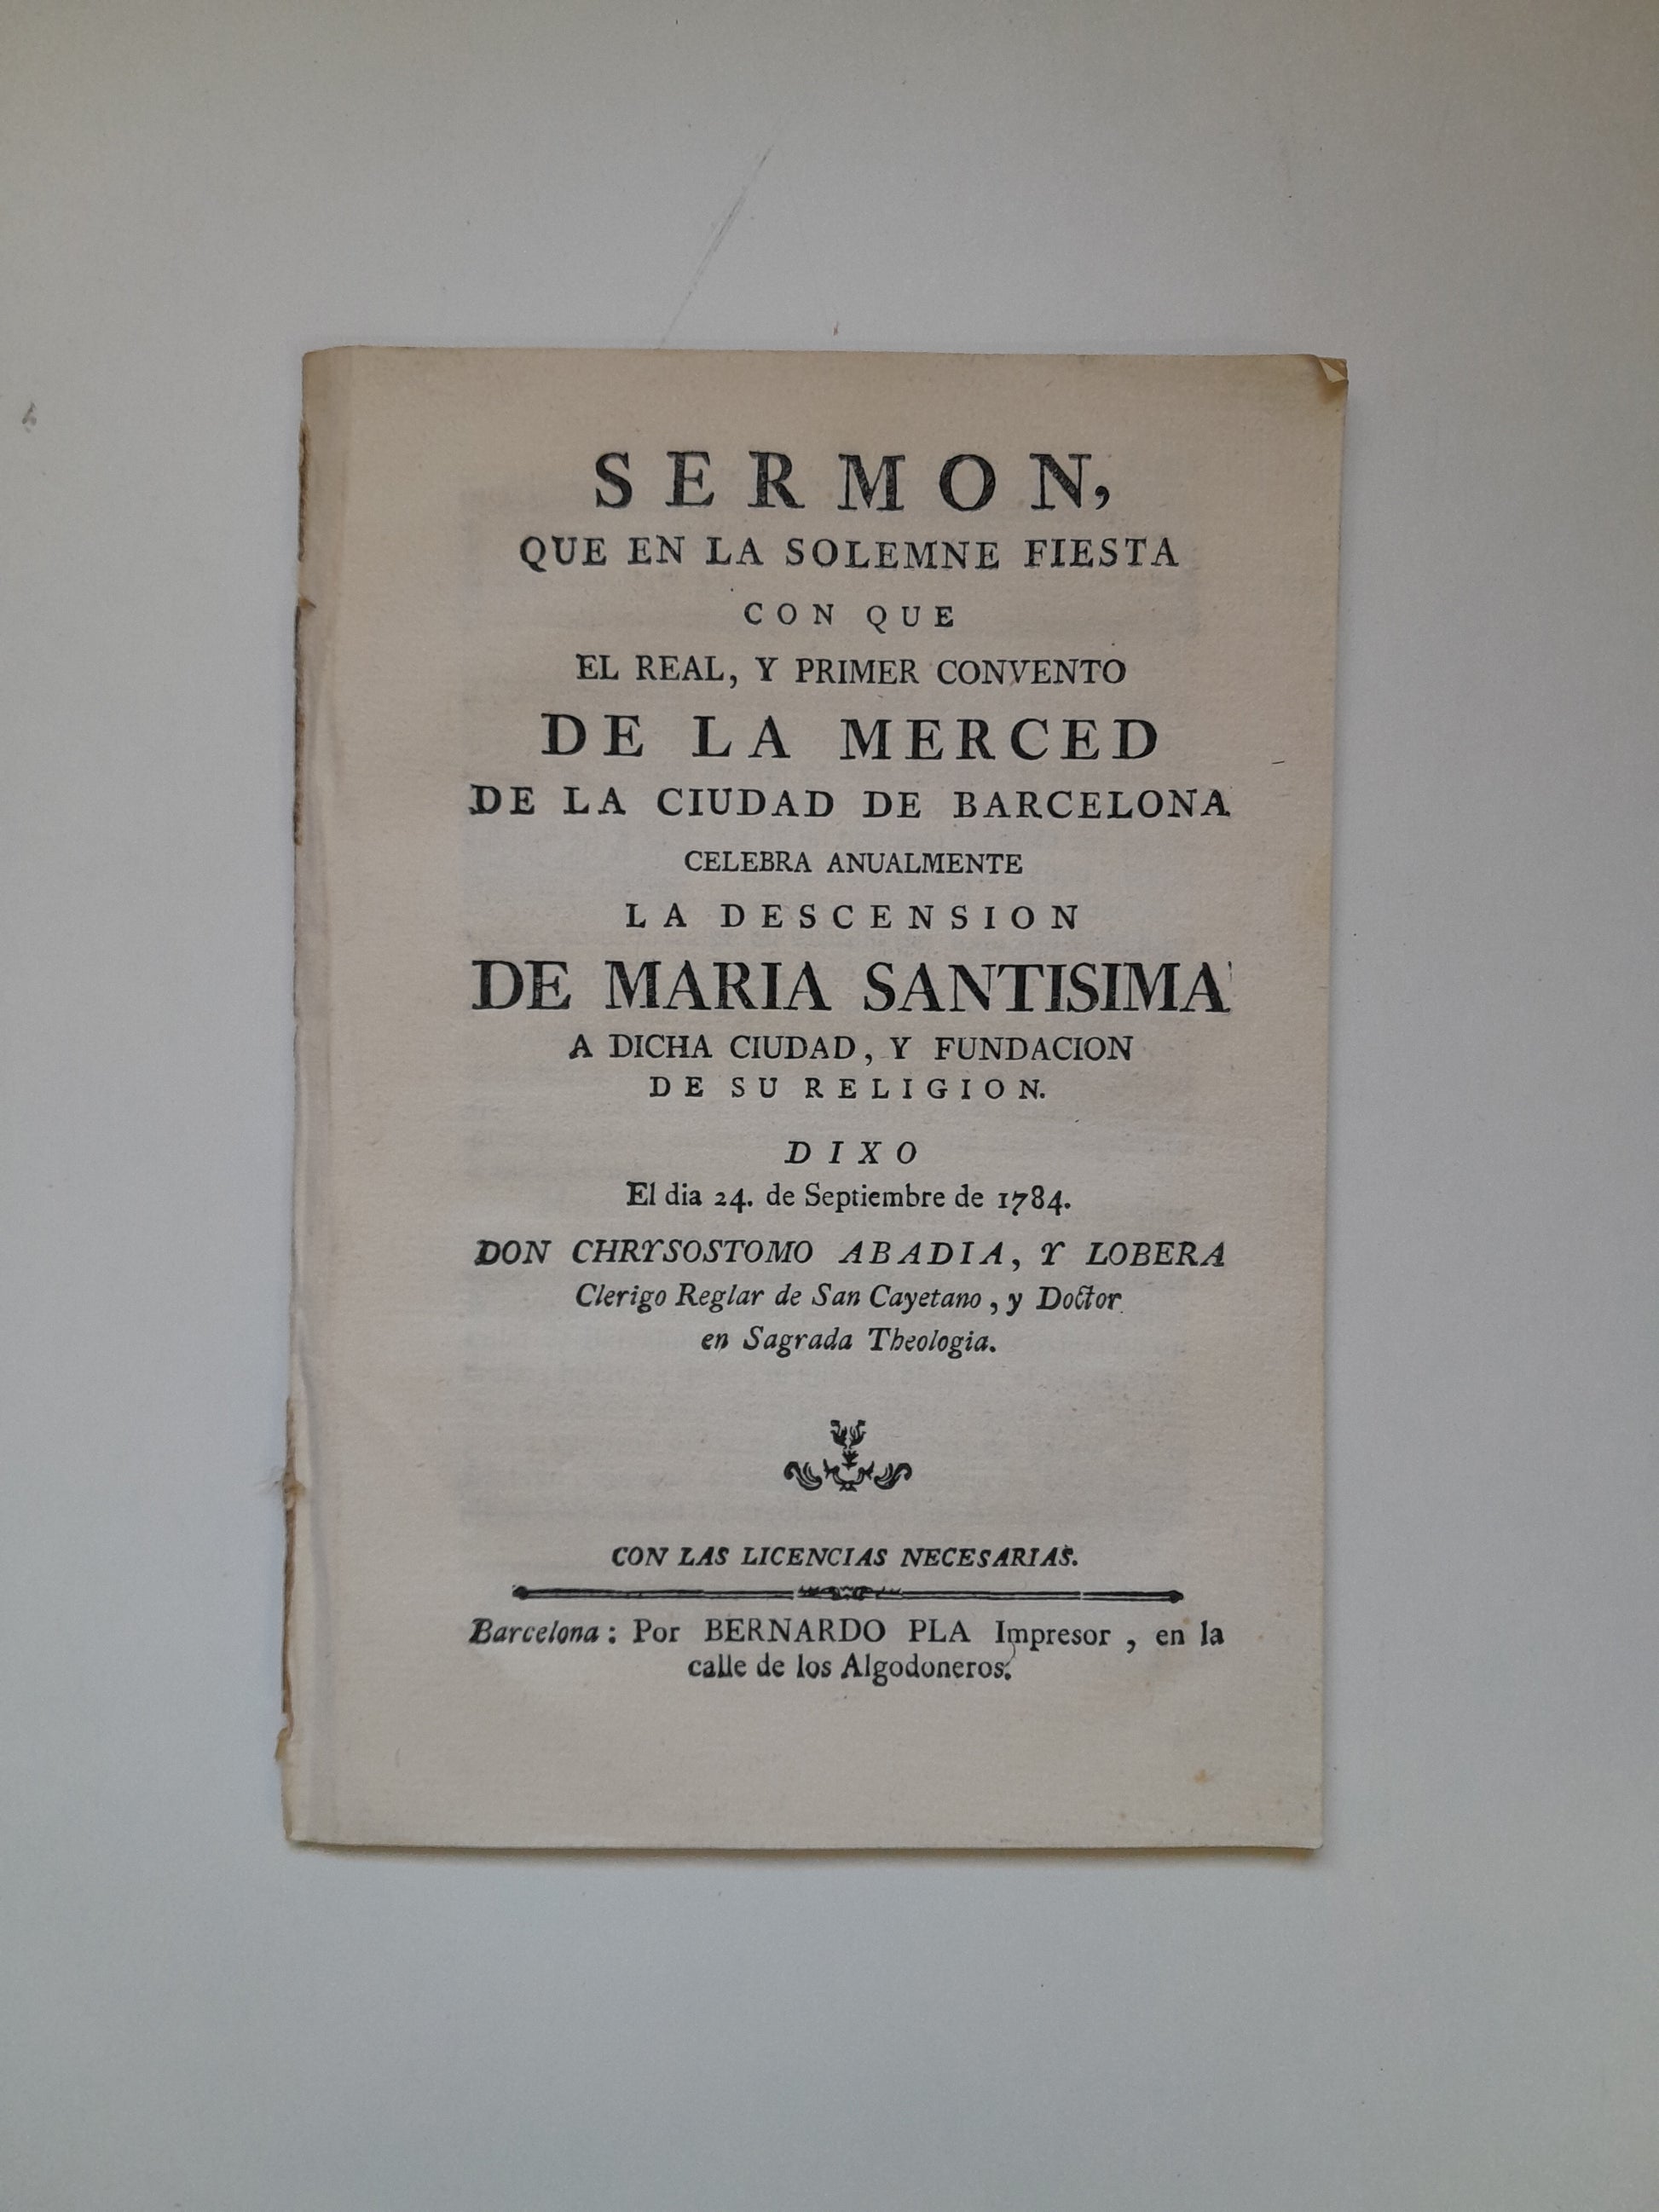 SERMON,
QUE EN LA SOLEMNE FIESTA
CON QUE
EL REAL, Y PRIMER CONVENTO
DE LA MERCED
DE LA CIUDAD DE BARCELONA
CELEBRA ANUALMENTE
LA DESCENSION
DE MARIA SANTISIMA
A DICHA CIUDAD, Y FUNDACION
DE SU RELIGION.
DIXO
El dia 24. de Septiembre de 1784.
DON CHRYSOSTOMO ABADIA, Y LOBERA
Clerigo Reglar de San Cayetano, y Doctor
en Sagrada Theologia.
CON LAS LICENCIAS NECESARIAS.
Barcelona: Por BERNARDO PLA Impresor, en la
calle de los Algodoneros.